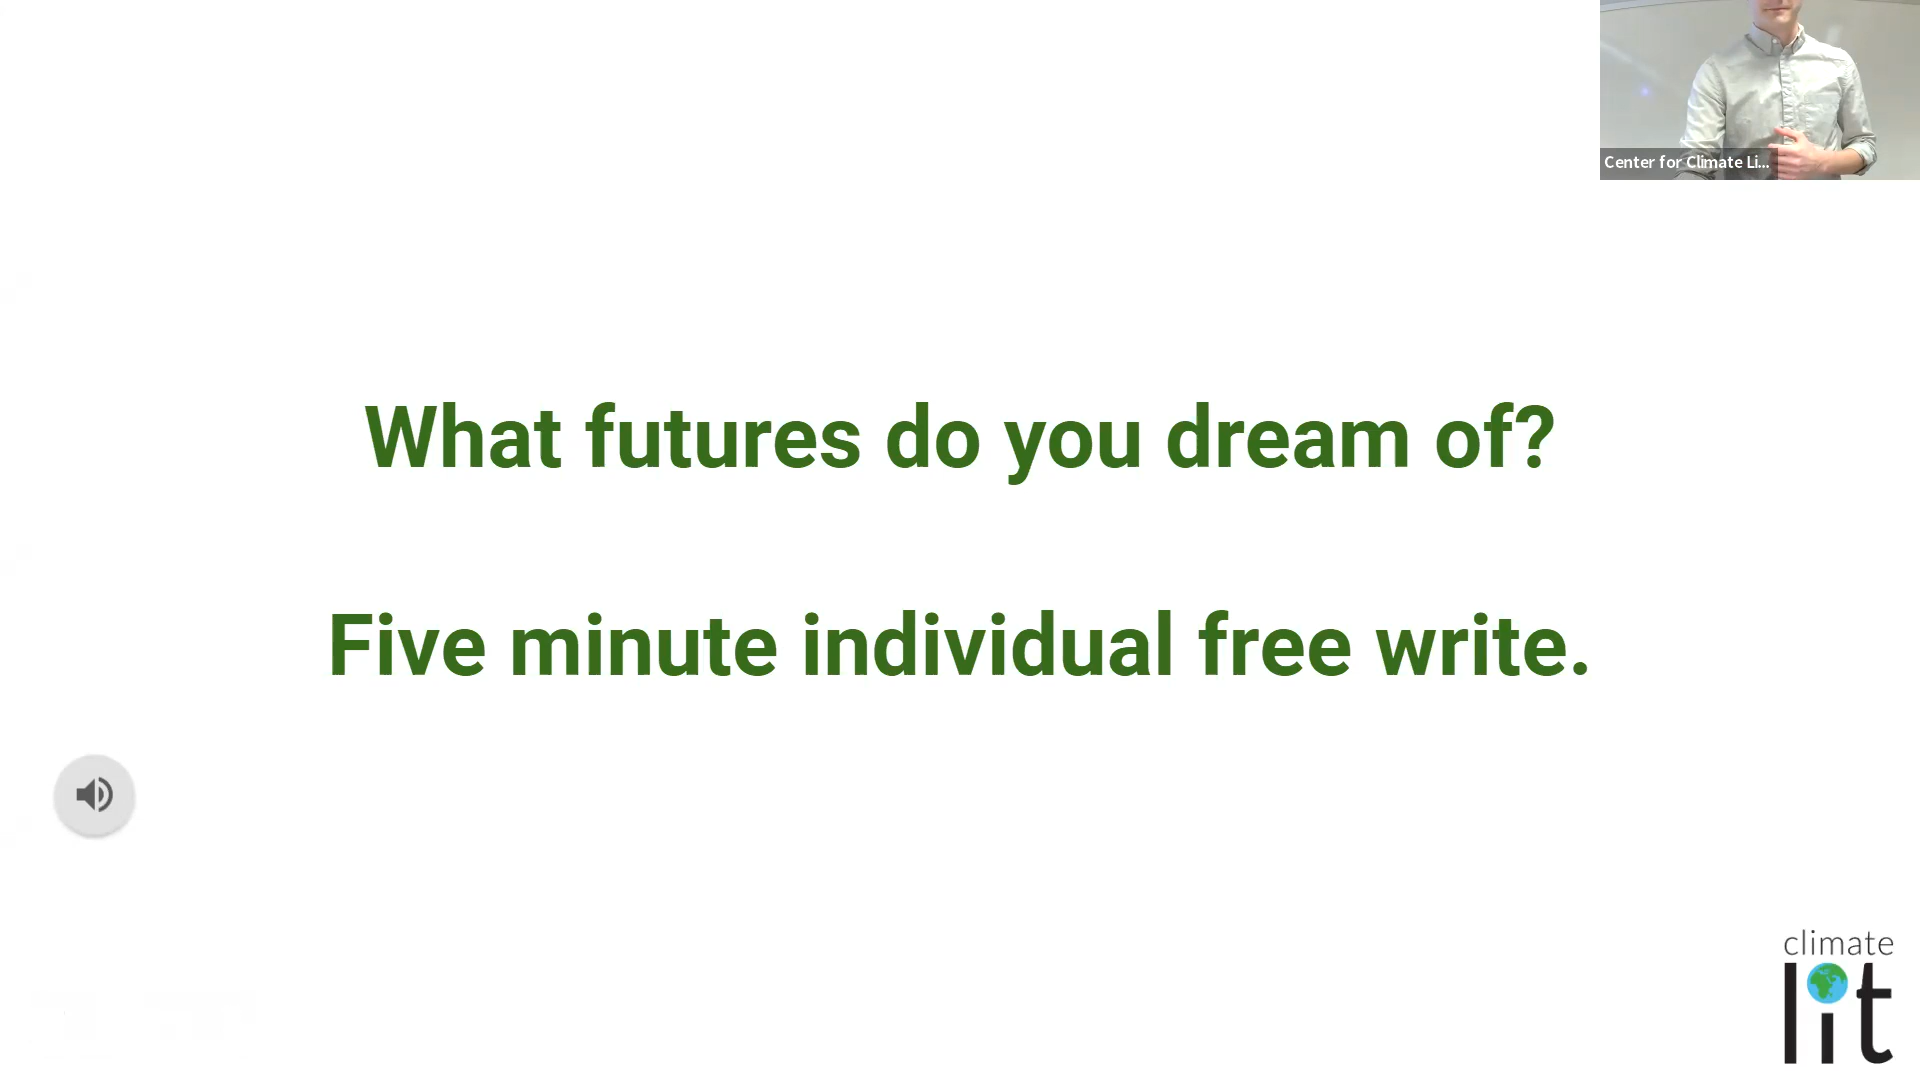 Center for Climate Li...
What futures do you dream of?
Five minute individual free write.
climate
lit